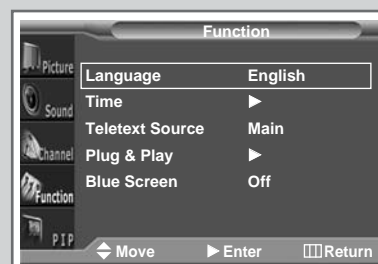 Function
Picture
Sound
Channel
Function
PIP
Language English
Time ▶
Teletext Source Main
Plug & Play ▶
Blue Screen Off
Move ▶ Enter Return